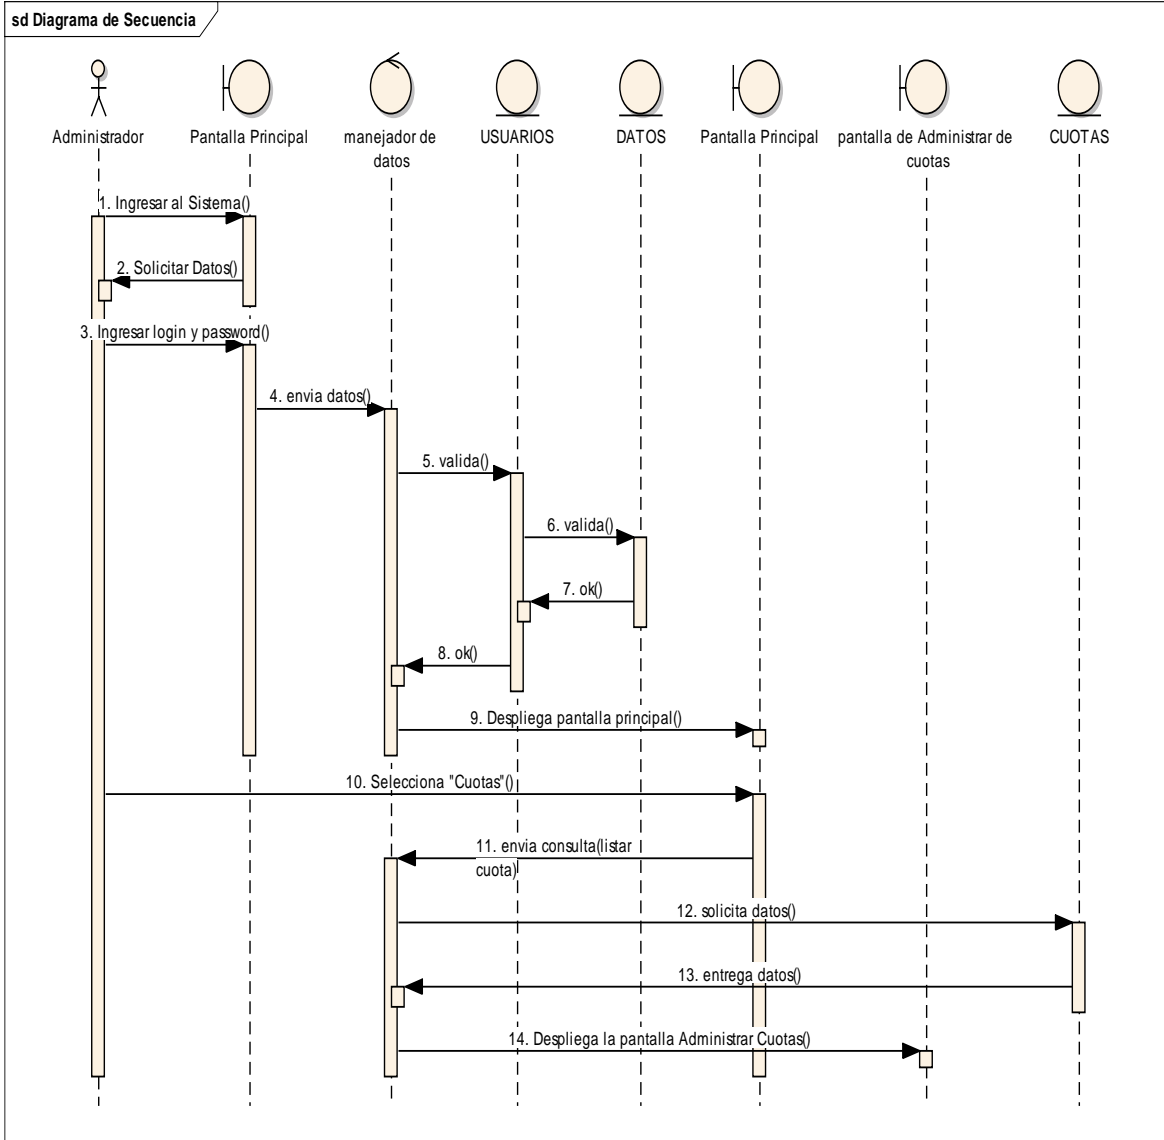 sd Diagrama de Secuencia
Administrador
Pantalla Principal
manejador de
datos
USUARIOS
DATOS
Pantalla Principal
pantalla de Administrar de
cuotas
CUOTAS
1. Ingresar al Sistema()
2. Solicitar Datos()
3. Ingresar login y password()
4. envia datos()
5. valida()
6. valida()
7. ok()
8. ok()
9. Despliega pantalla principal()
10. Selecciona "Cuotas"()
11. envia consulta(listar
cuota)
12. solicita datos()
13. entrega datos()
14. Despliega la pantalla Administrar Cuotas()